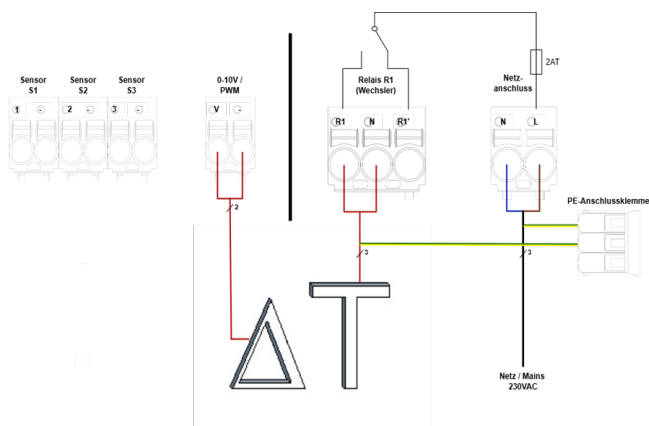 2AT
Sensor
S1
Sensor
S2
Sensor
S3
0-10V /
PWM
Relais R1
(Wechsler)
Netz-
anschluss
1 - 2 - 3 - V - R1 N R1' N L
PE-Anschlussklemme
2
3
3
ΔT
Netz / Mains
230VAC